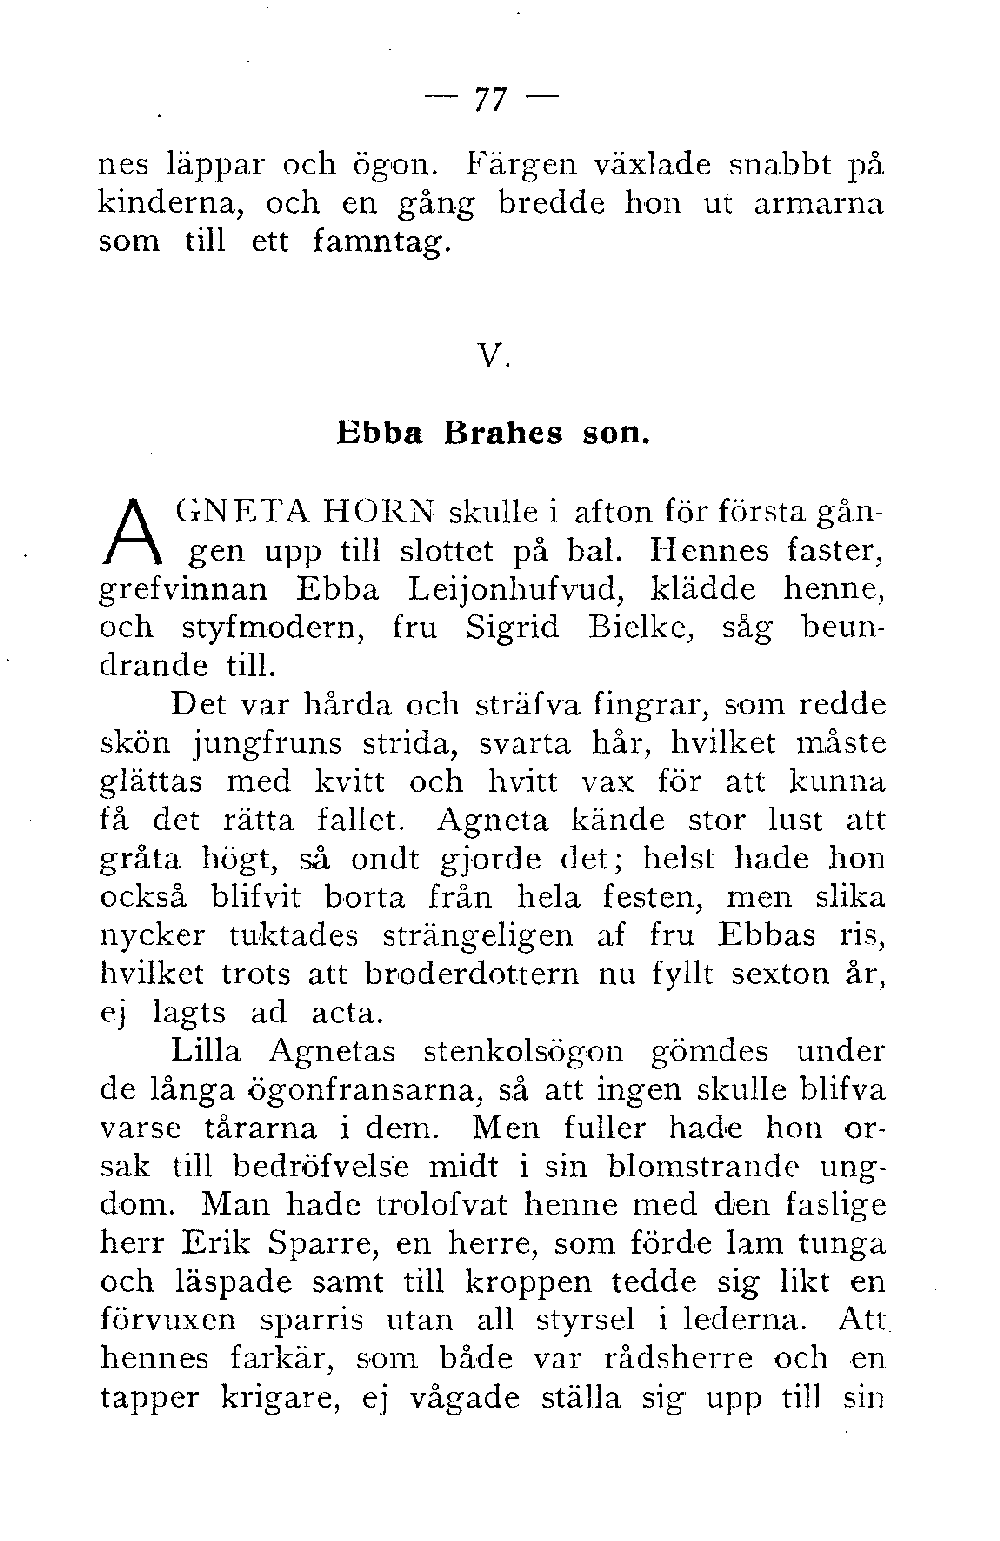 — 77 —
nes läppar och ögon. Färgen växlade snabbt på
kinderna, och en gång bredde hon ut armarna
som till ett famntag.
V.
Ebba Brahes son.
AGNETA HORN skulle i afton för första gån-
gen upp till slottet på bal. Hennes faster,
grefvinnan Ebba Leijonhufvud, klädde henne,
och styfmodern, fru Sigrid Bielke, såg beun-
drande till.
Det var hårda och sträfva fingrar, som redde
skön jungfruns strida, svarta hår, hvilket måste
glättas med kvitt och hvitt vax för att kunna
få det rätta fallet. Agneta kände stor lust att
gråta högt, så ondt gjorde det; helst hade hon
också blifvit borta från hela festen, men slika
nycker tuktades strängeligen af fru Ebbas ris,
hvilket trots att broderdottern nu fyllt sexton år,
ej lagts ad acta.
Lilla Agnetas stenkolsögon gömdes under
de långa ögonfransarna, så att ingen skulle blifva
varse tårarna i dem. Men fuller hade hon or-
sak till bedröfvelse midt i sin blomstrande ung-
dom. Man hade trolofvat henne med den faslige
herr Erik Sparre, en herre, som förde lam tunga
och läspade samt till kroppen tedde sig likt en
förvuxen sparris utan all styrsel i lederna. Att
hennes farkär, som både var rådsherre och en
tapper krigare, ej vågade ställa sig upp till sin